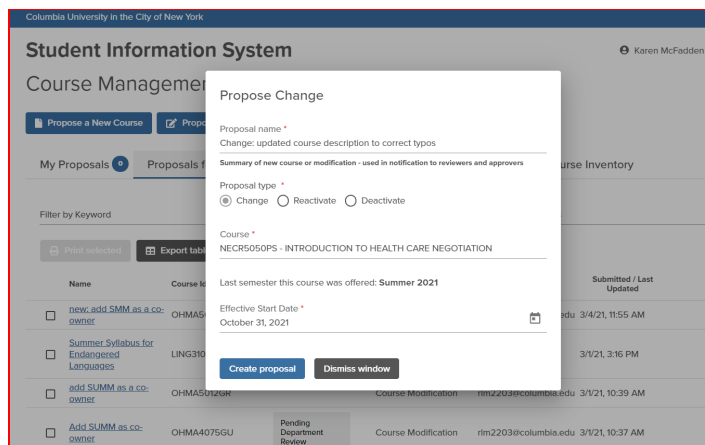 Columbia University in the City of New York
Student Information System
Karen McFadden
Course Manageme
Propose a New Course
Propo
My Proposals 0
Proposals f
urse Inventory
Filter by Keyword
Print selected
Export tabl
Name
Course Id
Submitted / Last
Updated
new: add SMM as a co-
owner
OHMA5
edu 3/4/21, 11:55 AM
Summer Syllabus for
Endangered
Languages
LING310
3/1/21, 3:16 PM
add SUMM as a co-
owner
OHMA5012GR
Course Modification
rlm2203@columbia.edu 3/1/21, 10:39 AM
Add SUMM as co-
owner
OHMA4075GU
Pending
Department
Review
Course Modification
rlm2203@columbia.edu 3/1/21, 10:37 AM
Propose Change
Proposal name *
Change: updated course description to correct typos
Summary of new course or modification - used in notification to reviewers and approvers
Proposal type *
Change Reactivate Deactivate
Course *
NECR5050PS - INTRODUCTION TO HEALTH CARE NEGOTIATION
Last semester this course was offered: Summer 2021
Effective Start Date *
October 31, 2021
Create proposal
Dismiss window